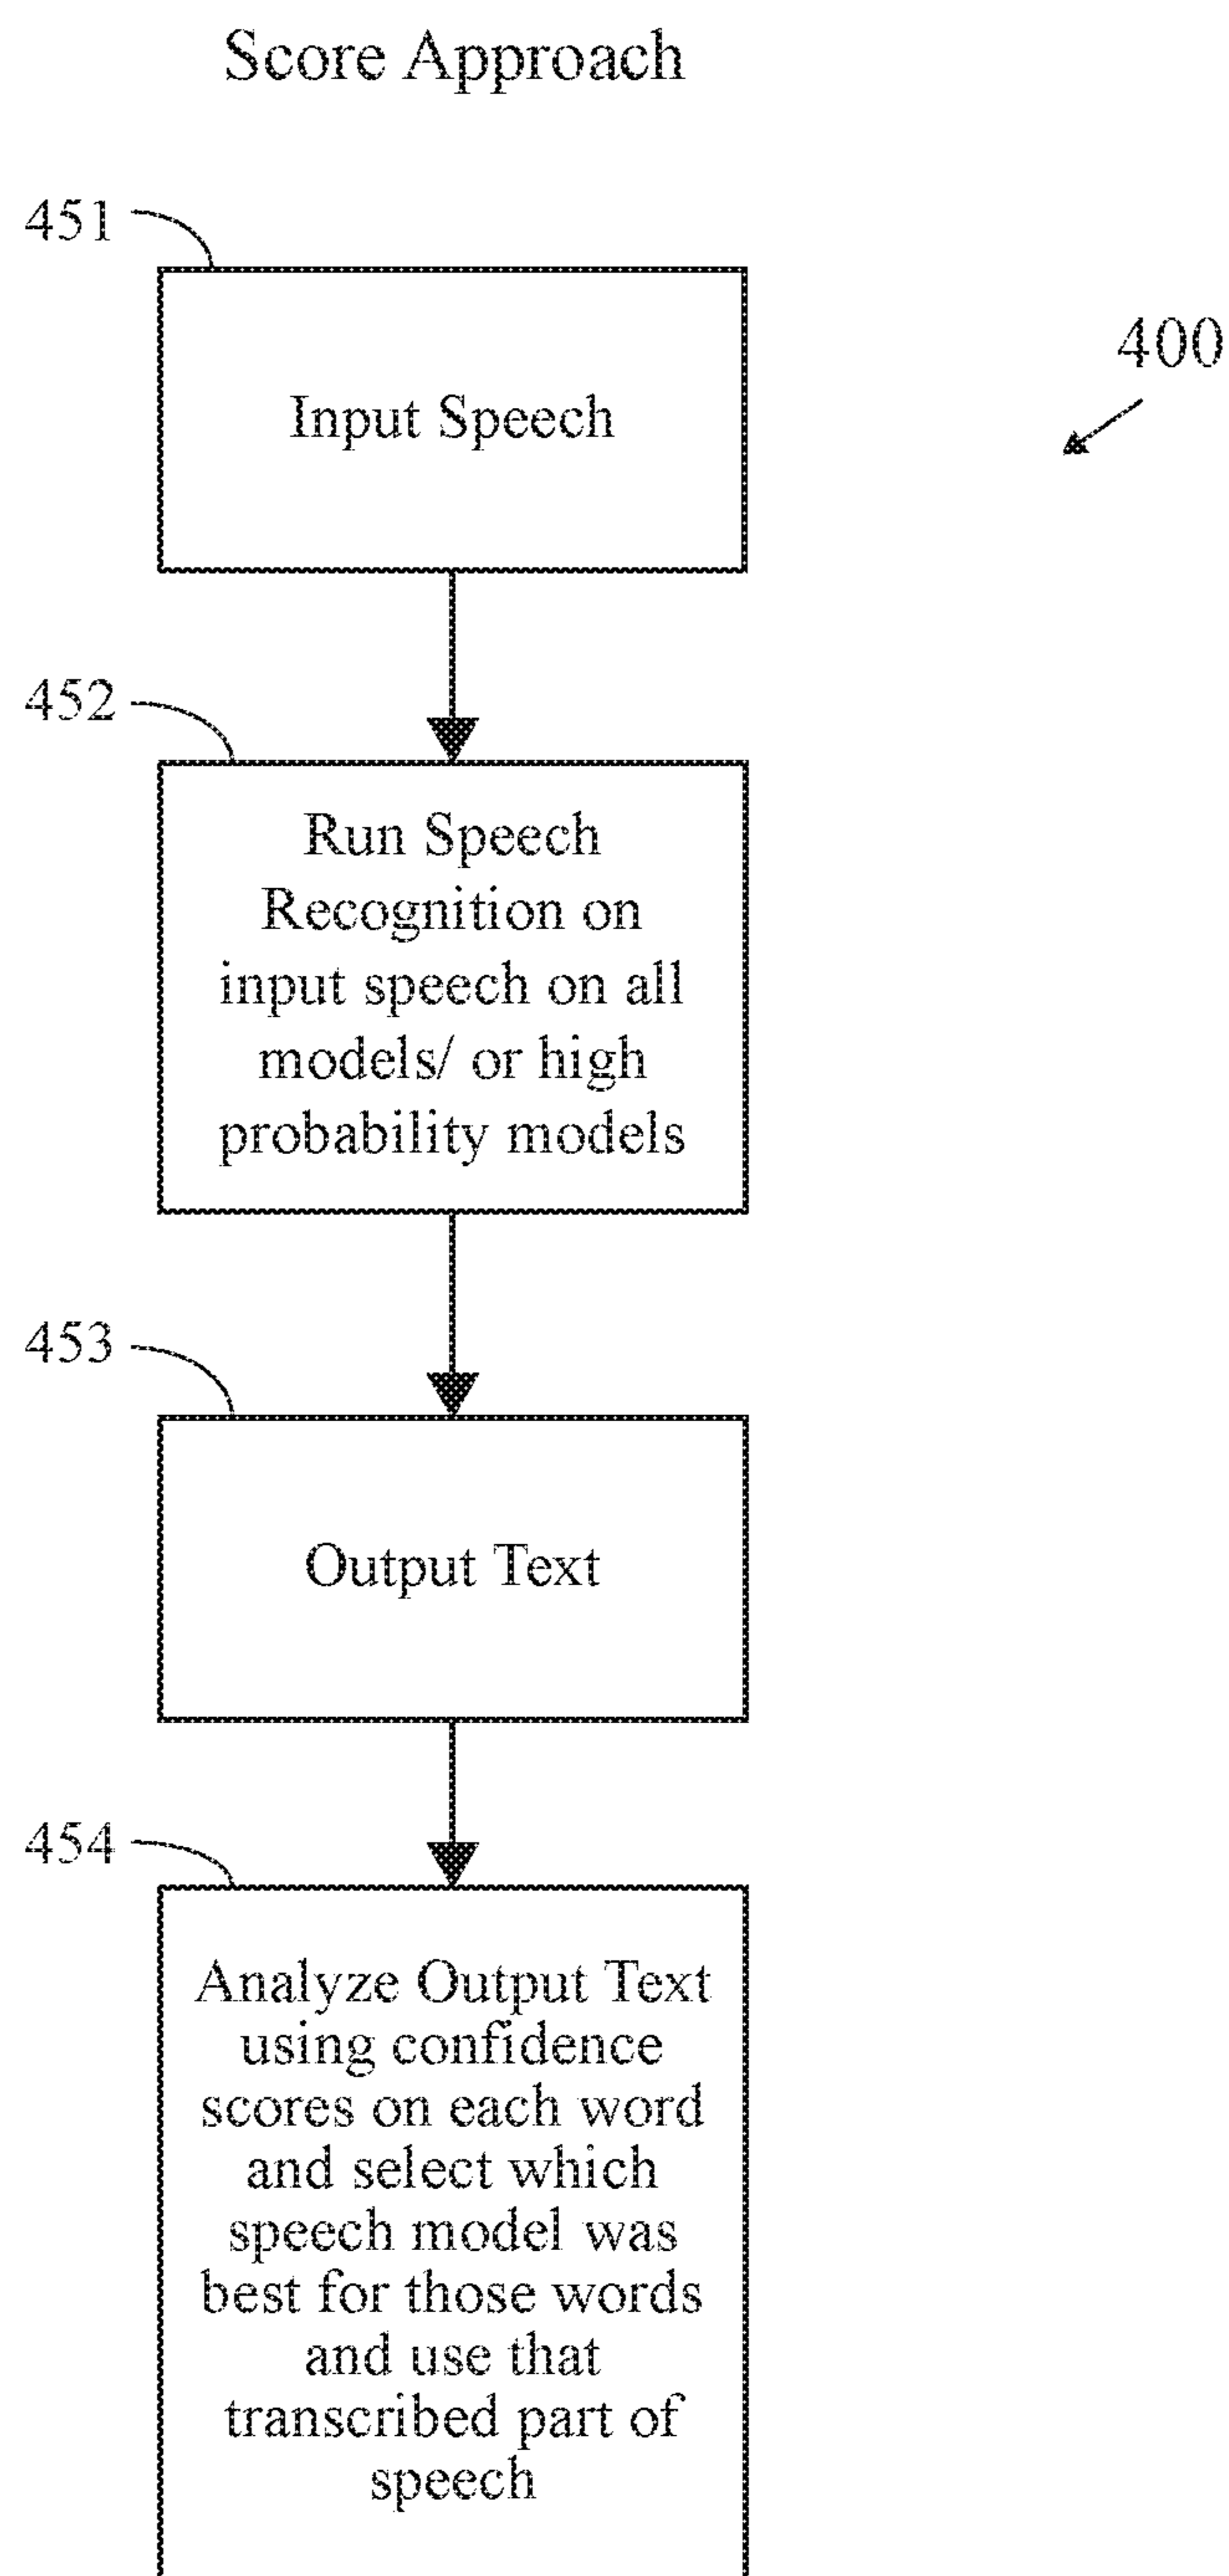 Score Approach
451
Input Speech
400
452
Run Speech
Recognition on
input speech on all
models/ or high
probability models
453
Output Text
454
Analyze Output Text
using confidence
scores on each word
and select which
speech model was
best for those words
and use that
transcribed part of
speech